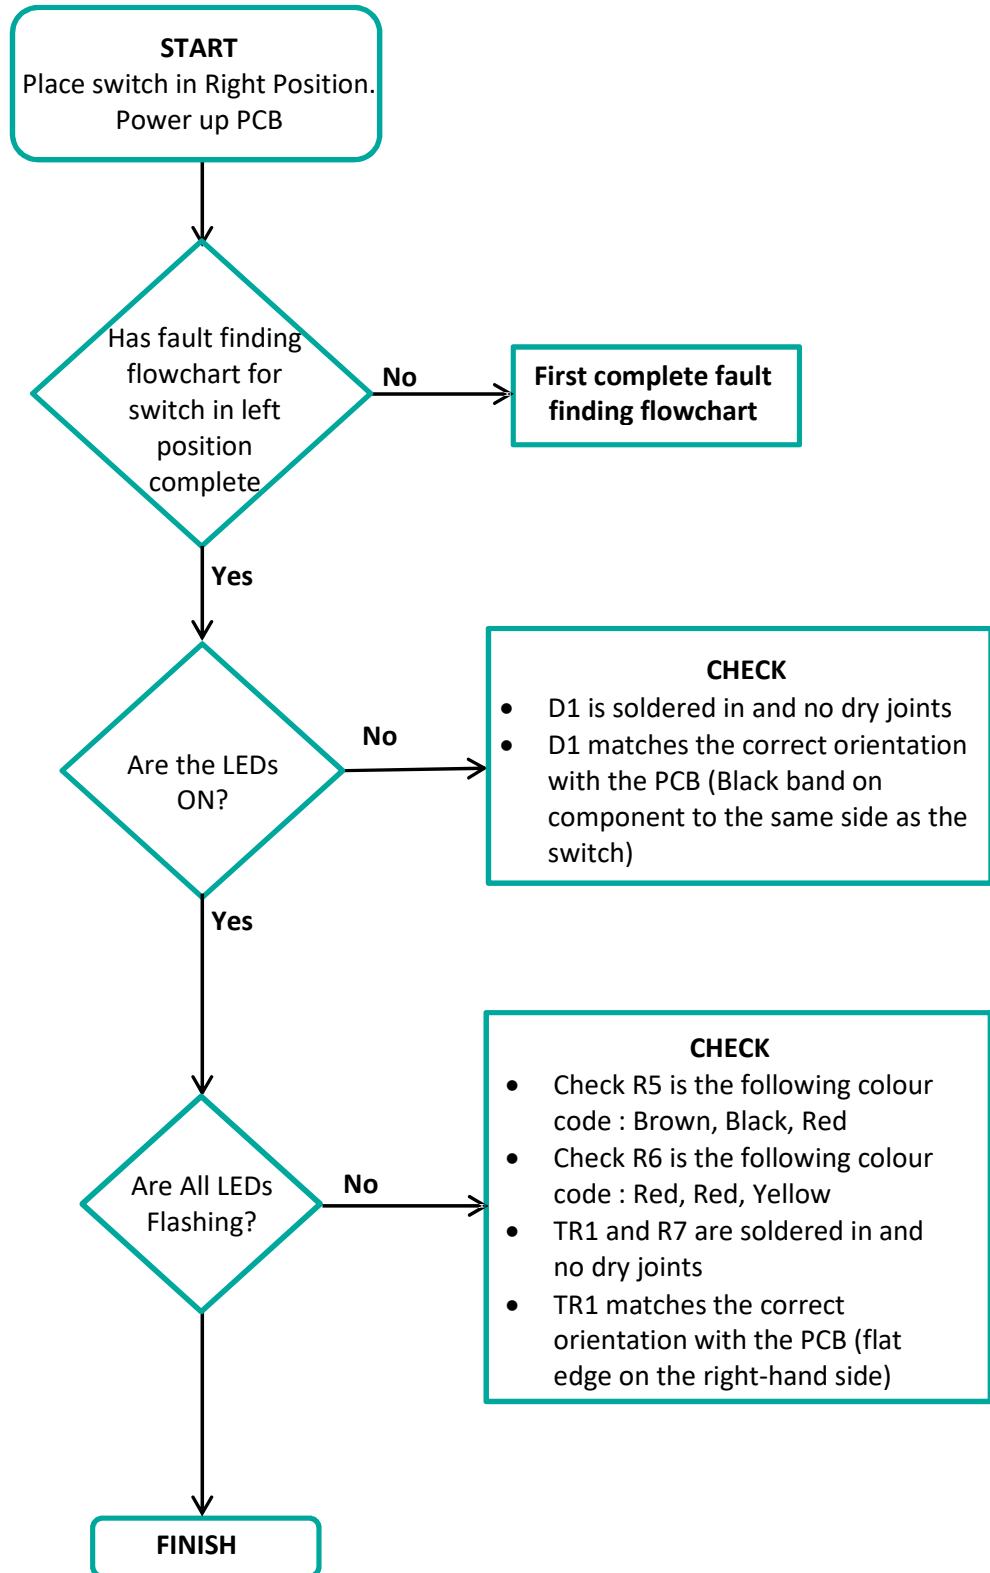 START
Place switch in Right Position.
Power up PCB
Has fault finding
flowchart for
switch in left
position
complete
No
First complete fault
finding flowchart
Yes
Are the LEDs
ON?
No
CHECK
• D1 is soldered in and no dry joints
• D1 matches the correct orientation
with the PCB (Black band on
component to the same side as the
switch)
Yes
Are All LEDs
Flashing?
No
CHECK
• Check R5 is the following colour
code : Brown, Black, Red
• Check R6 is the following colour
code : Red, Red, Yellow
• TR1 and R7 are soldered in and
no dry joints
• TR1 matches the correct
orientation with the PCB (flat
edge on the right-hand side)
FINISH